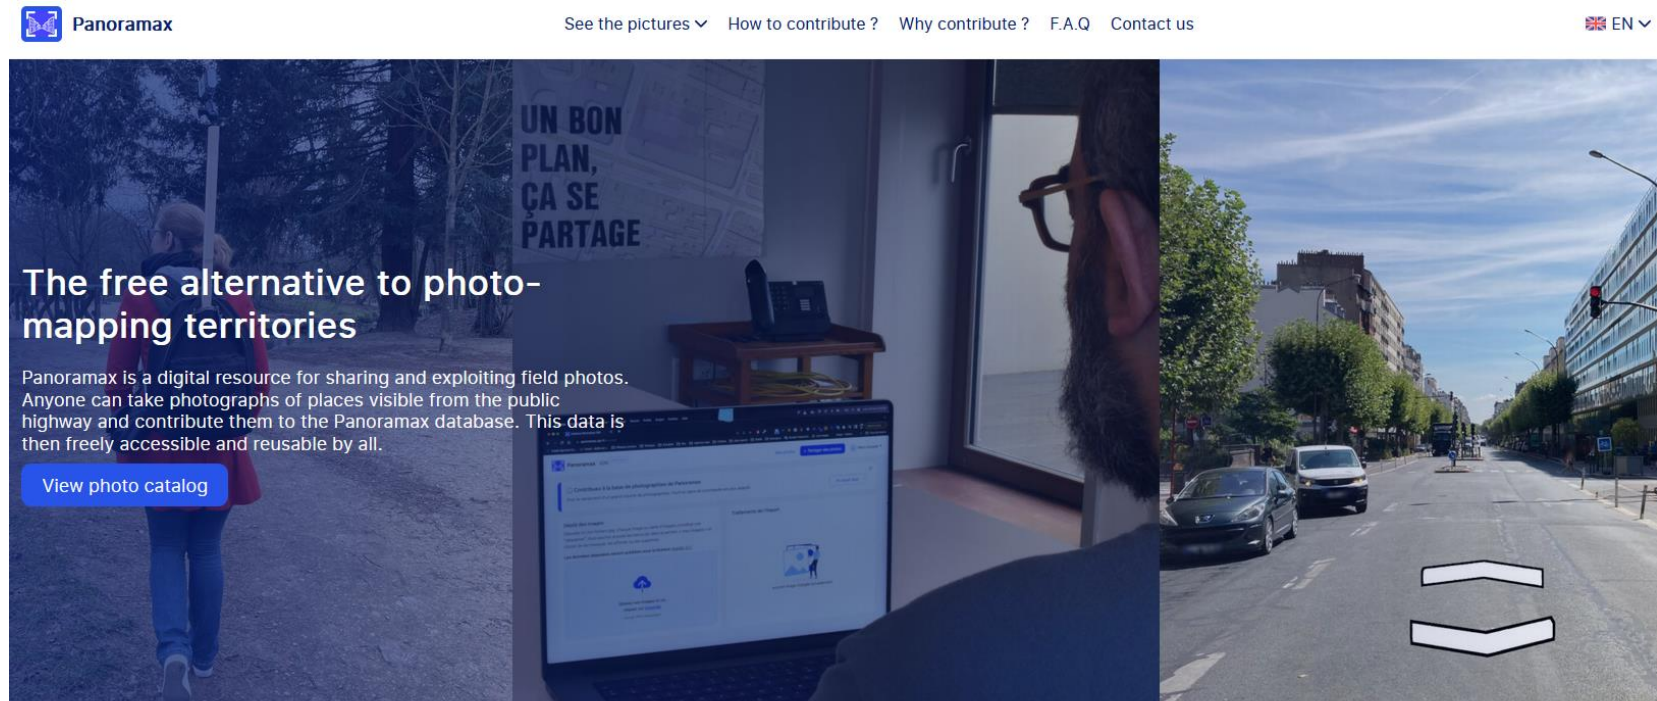 Panoramax
See the pictures
How to contribute ?
Why contribute ?
F.A.Q
Contact us
EN
UN BON
PLAN,
ÇA SE
PARTAGE
The free alternative to photo-
mapping territories
Panoramax is a digital resource for sharing and exploiting field photos.
Anyone can take photographs of places visible from the public
highway and contribute them to the Panoramax database. This data is
then freely accessible and reusable by all.
View photo catalog
Panoramax